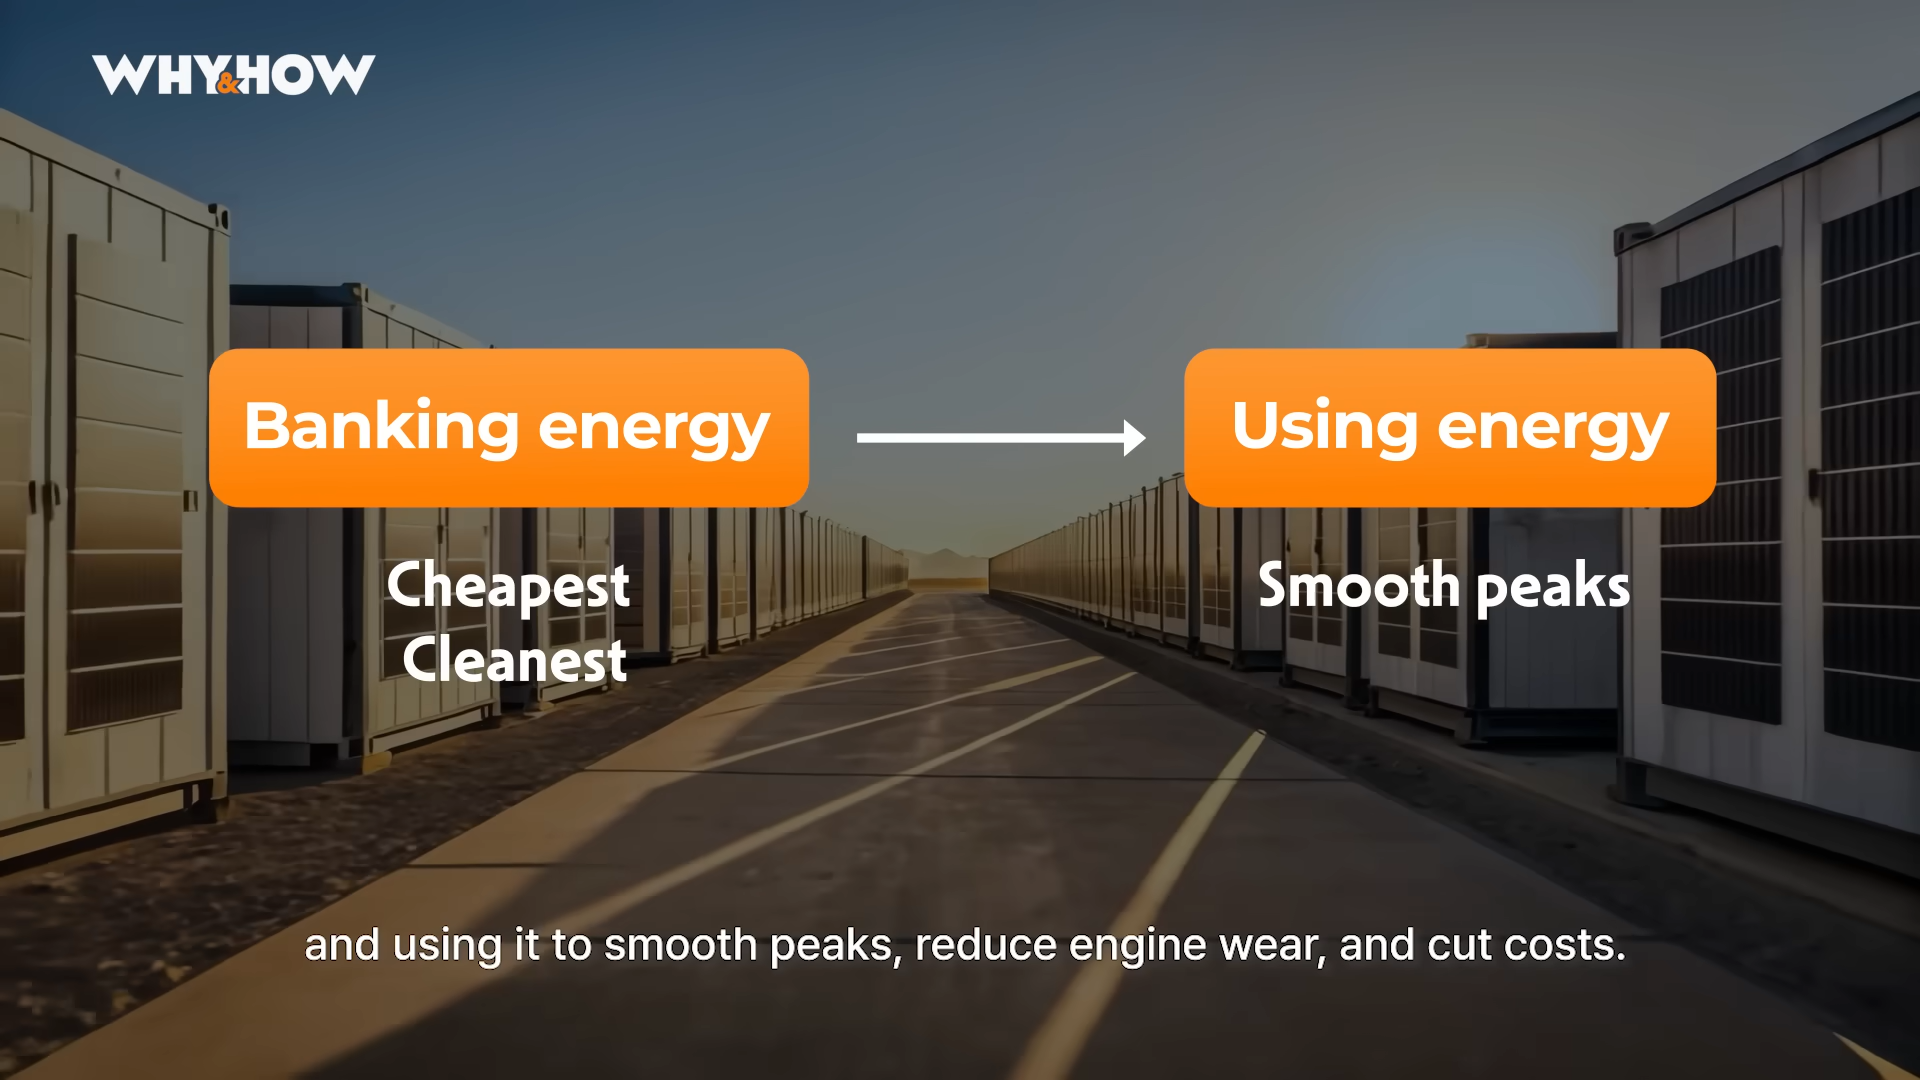 WHY&HOW
Banking energy
Using energy
Cheapest
Cleanest
Smooth peaks
and using it to smooth peaks, reduce engine wear, and cut costs.